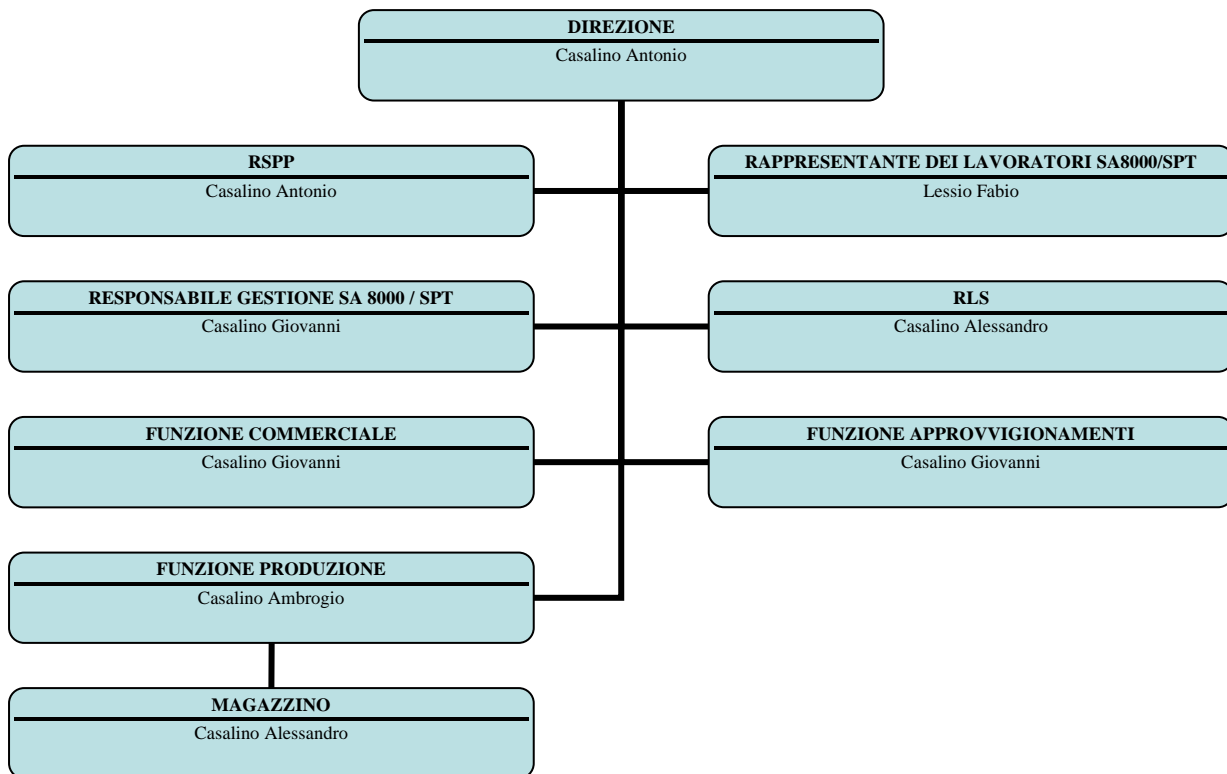 DIREZIONE
Casalino Antonio
RSPP
Casalino Antonio
RAPPRESENTANTE DEI LAVORATORI SA8000/SPT
Lessio Fabio
RESPONSABILE GESTIONE SA 8000 / SPT
Casalino Giovanni
RLS
Casalino Alessandro
FUNZIONE COMMERCIALE
Casalino Giovanni
FUNZIONE APPROVVIGIONAMENTI
Casalino Giovanni
FUNZIONE PRODUZIONE
Casalino Ambrogio
MAGAZZINO
Casalino Alessandro